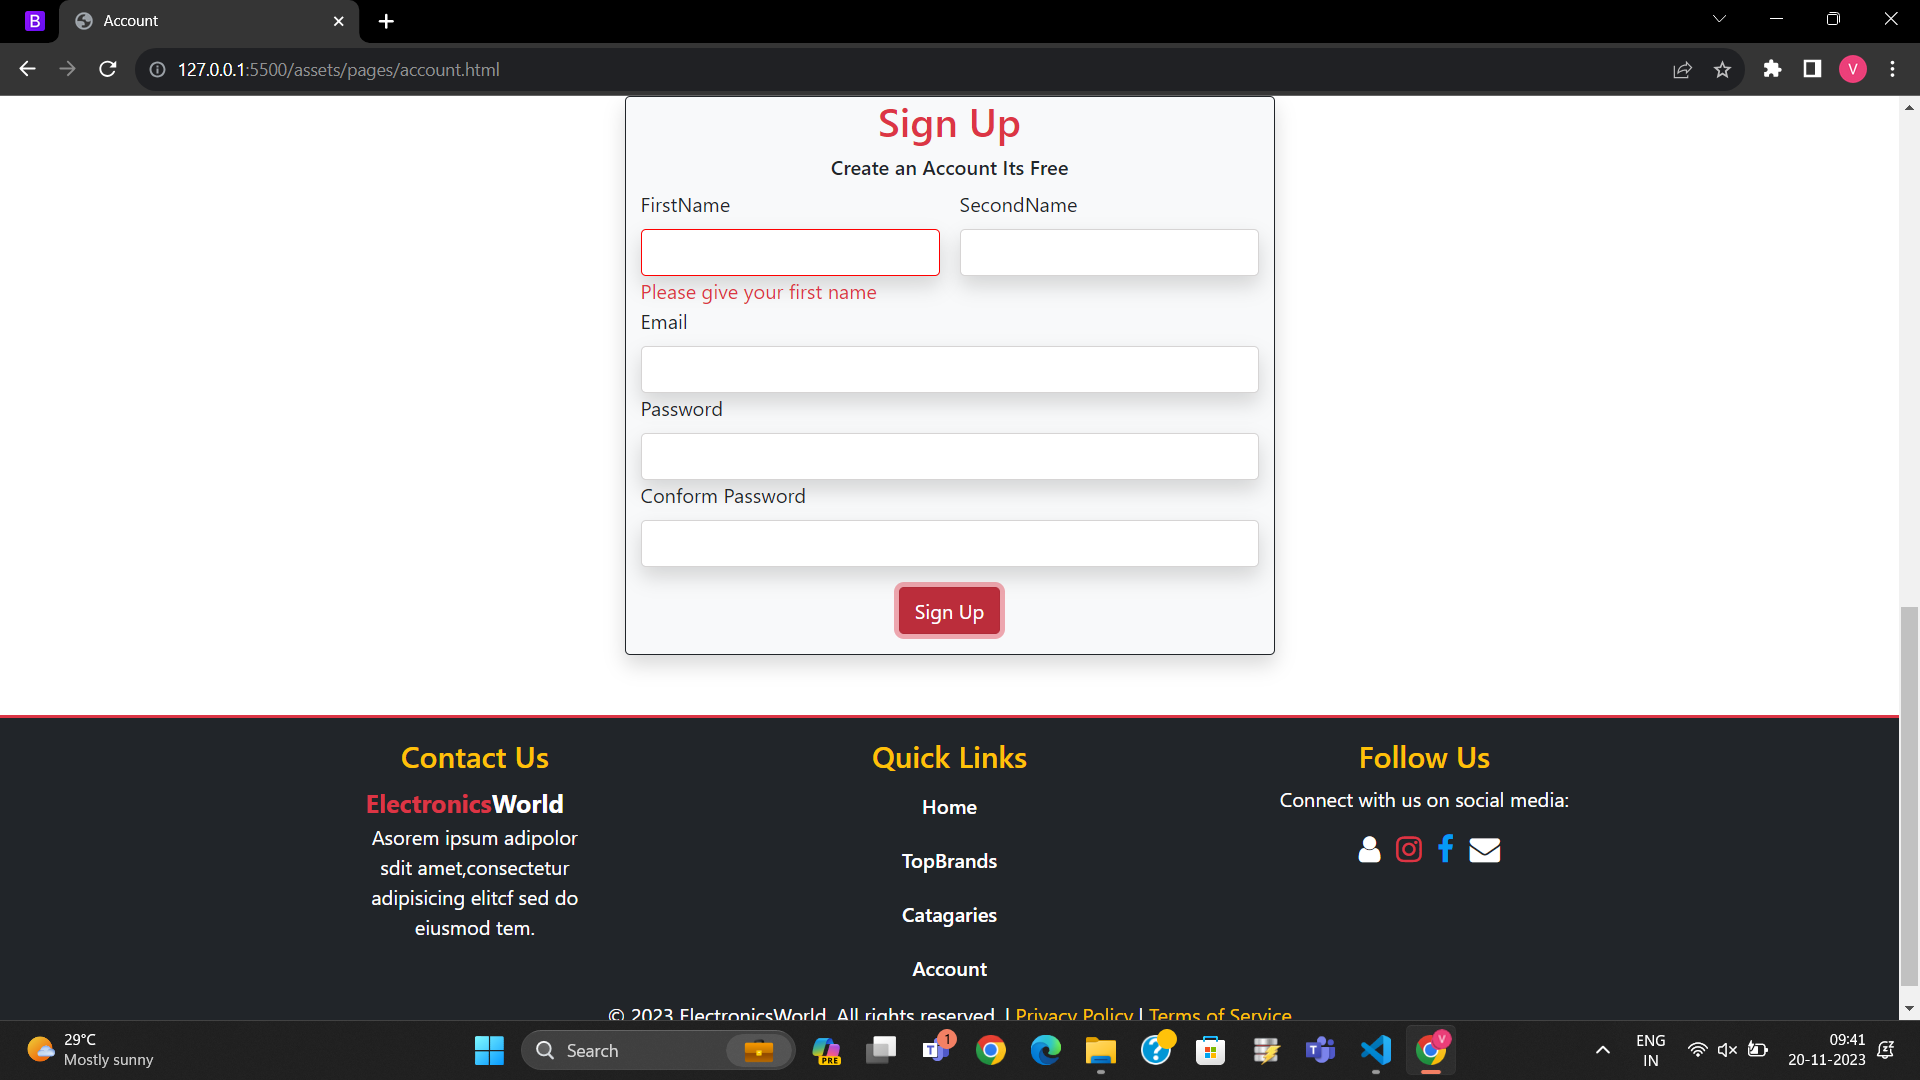 B
Account
127.0.0.1:5500/assets/pages/account.html
V
Sign Up
Create an Account Its Free
FirstName
SecondName
Please give your first name
Email
Password
Conform Password
Sign Up
Contact Us
ElectronicsWorld
Asorem ipsum adipolor
sdit amet,consectetur
adipisicing elitcf sed do
eiusmod tem.
Quick Links
Home
TopBrands
Catagaries
Account
Follow Us
Connect with us on social media:
© 2023 ElectronicsWorld. All rights reserved. | Privacy Policy | Terms of Service
29°C
Mostly sunny
Search
PRE
T
1
?
T
V
ENG
IN
09:41
20-11-2023